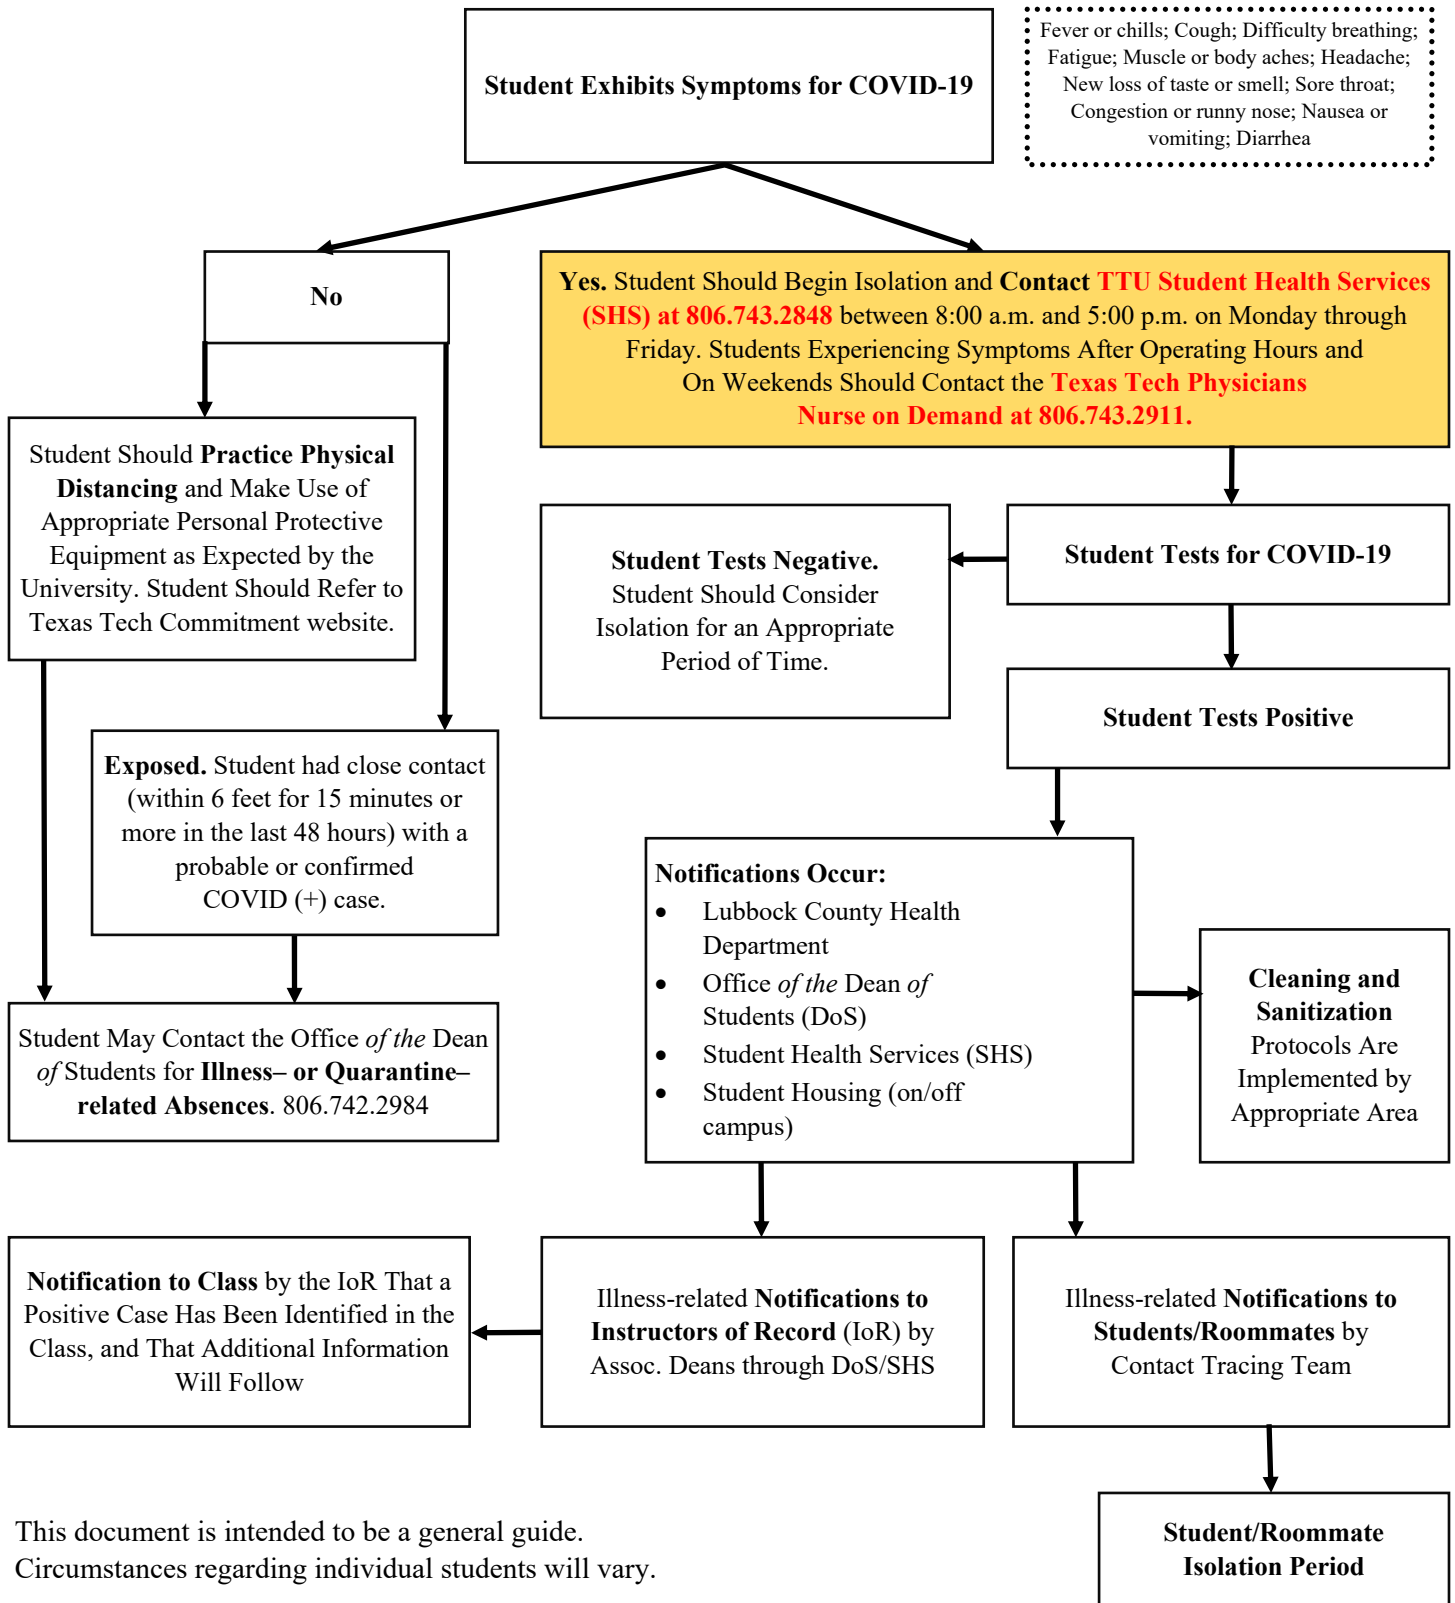 Student Exhibits Symptoms for COVID-19
Fever or chills; Cough; Difficulty breathing;
Fatigue; Muscle or body aches; Headache;
New loss of taste or smell; Sore throat;
Congestion or runny nose; Nausea or
vomiting; Diarrhea
No
Yes. Student Should Begin Isolation and Contact TTU Student Health Services
(SHS) at 806.743.2848 between 8:00 a.m. and 5:00 p.m. on Monday through
Friday. Students Experiencing Symptoms After Operating Hours and
On Weekends Should Contact the Texas Tech Physicians
Nurse on Demand at 806.743.2911.
Student Should Practice Physical
Distancing and Make Use of
Appropriate Personal Protective
Equipment as Expected by the
University. Student Should Refer to
Texas Tech Commitment website.
Student Tests Negative.
Student Should Consider
Isolation for an Appropriate
Period of Time.
Student Tests for COVID-19
Student Tests Positive
Exposed. Student had close contact
(within 6 feet for 15 minutes or
more in the last 48 hours) with a
probable or confirmed
COVID (+) case.
Notifications Occur:
• Lubbock County Health
Department
• Office of the Dean of
Students (DoS)
• Student Health Services (SHS)
• Student Housing (on/off
campus)
Cleaning and
Sanitization
Protocols Are
Implemented by
Appropriate Area
Student May Contact the Office of the Dean
of Students for Illness– or Quarantine–
related Absences. 806.742.2984
Notification to Class by the IoR That a
Positive Case Has Been Identified in the
Class, and That Additional Information
Will Follow
Illness-related Notifications to
Instructors of Record (IoR) by
Assoc. Deans through DoS/SHS
Illness-related Notifications to
Students/Roommates by
Contact Tracing Team
This document is intended to be a general guide.
Circumstances regarding individual students will vary.
Student/Roommate
Isolation Period